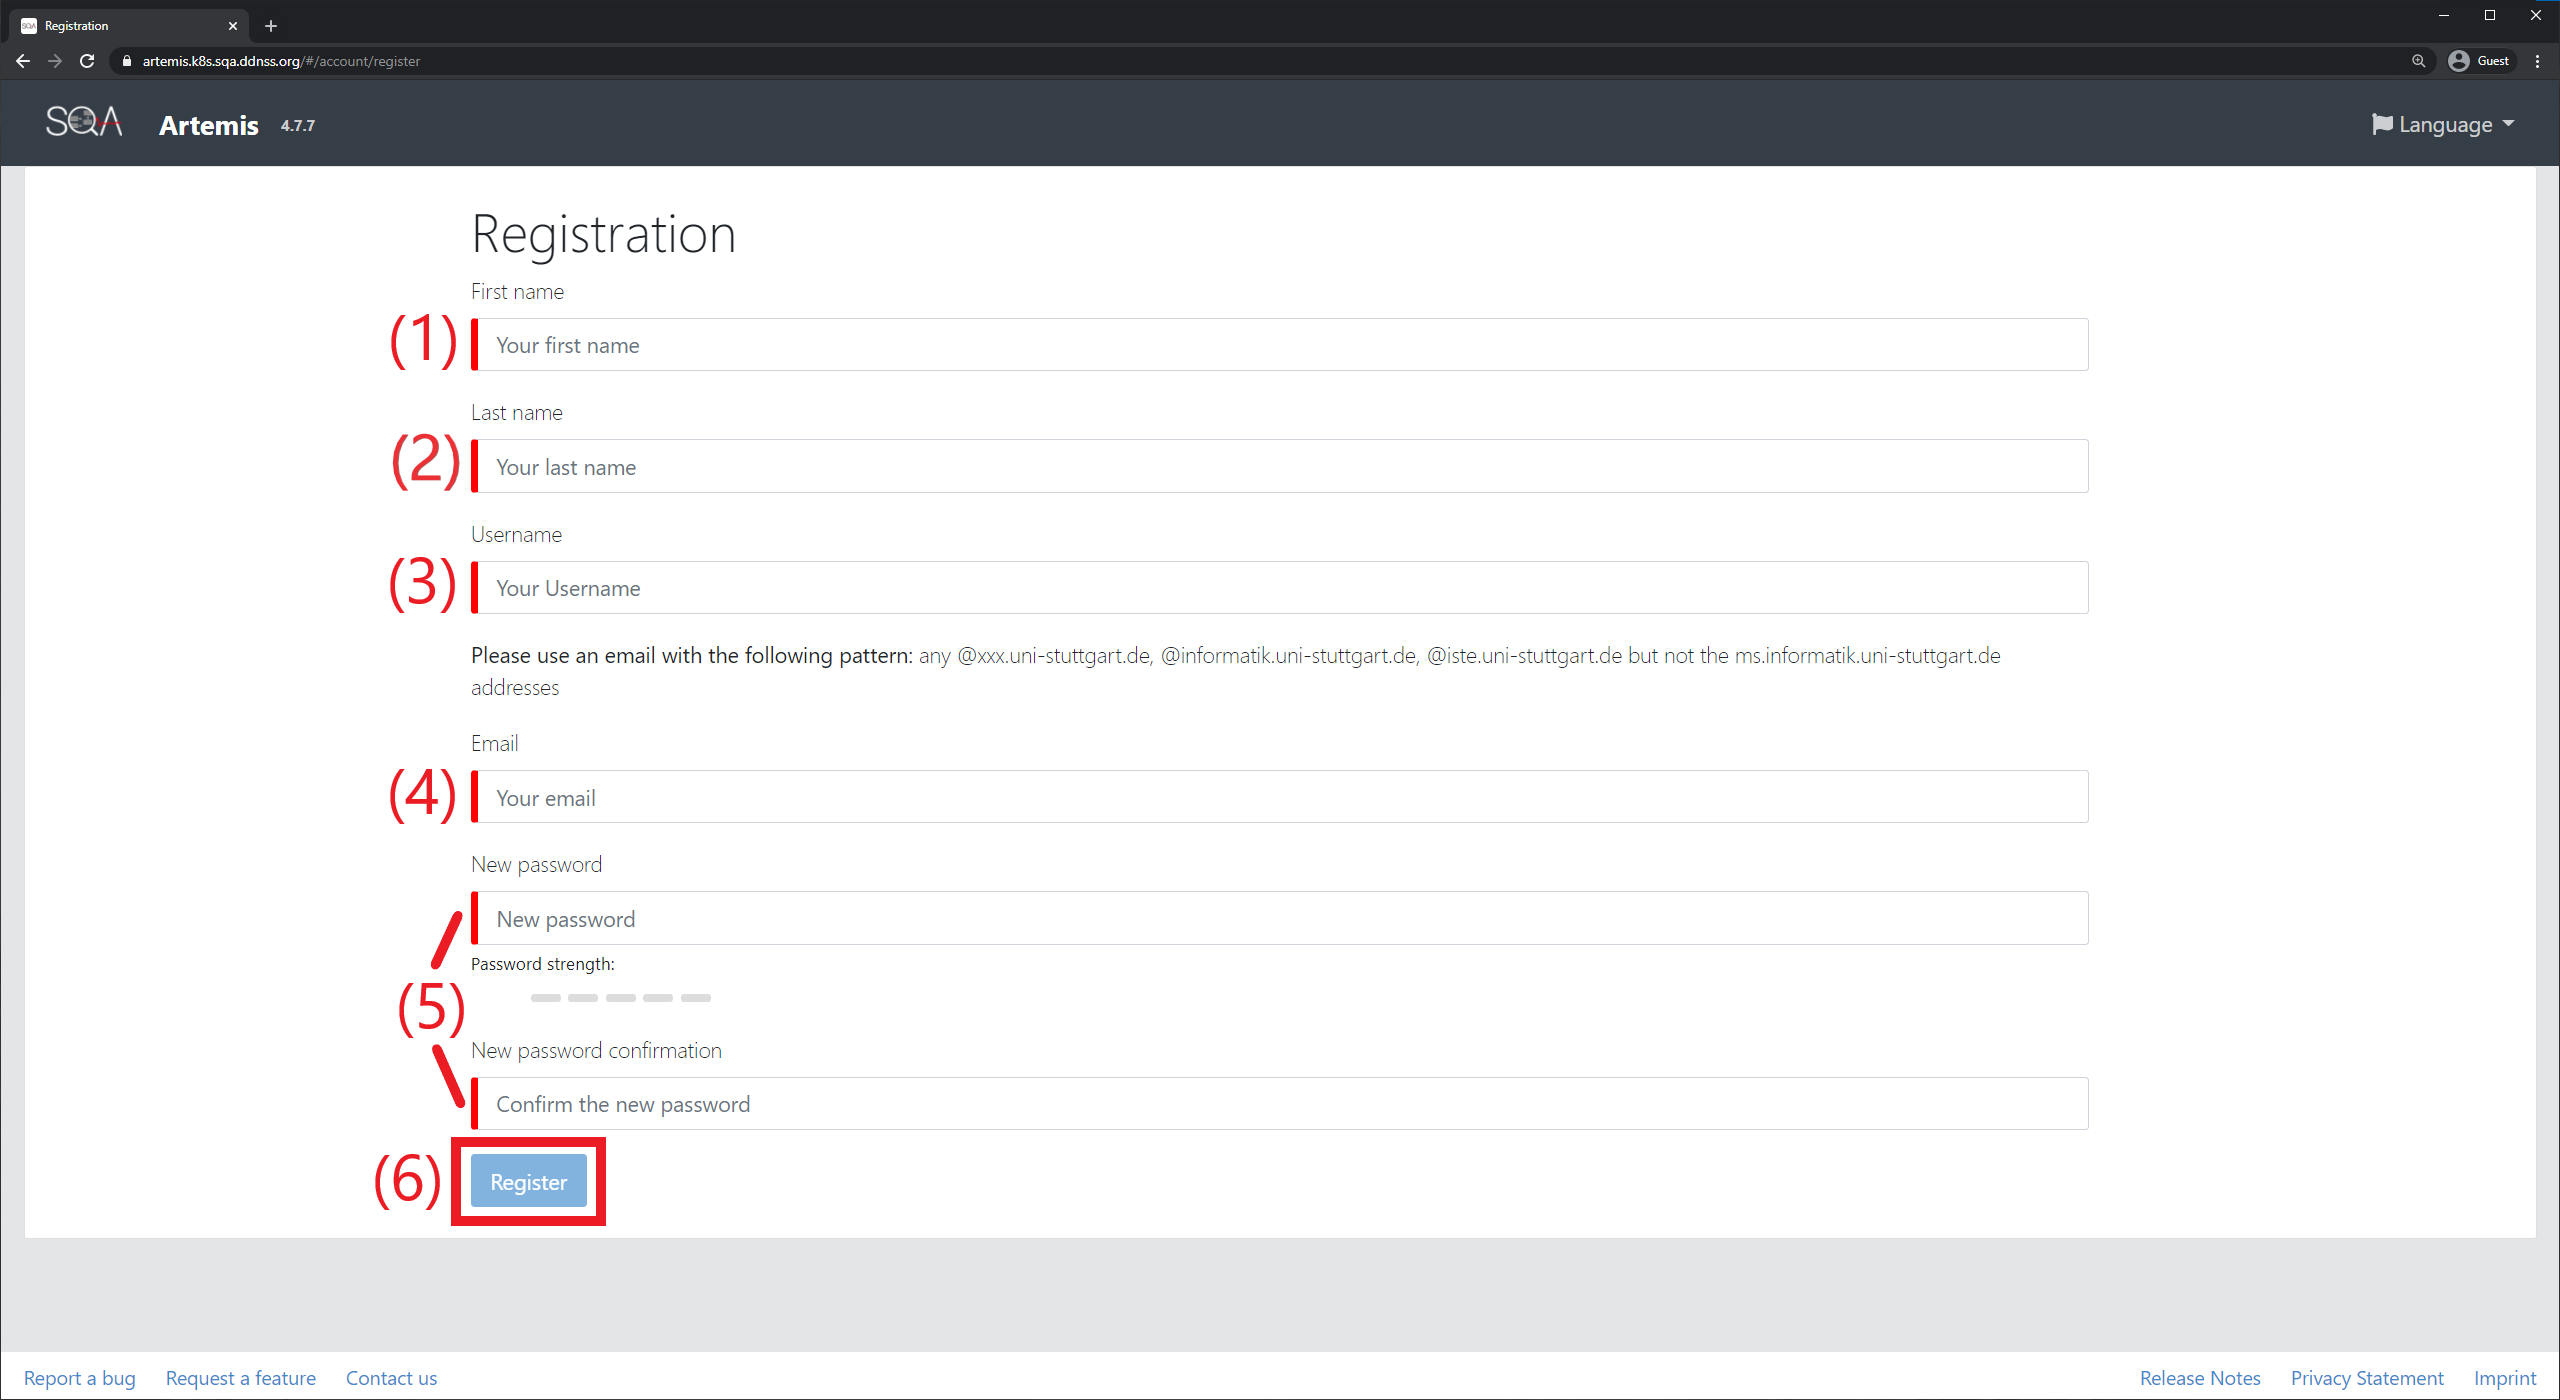 Registration
artemis.k8s.sqa.ddnss.org/#/account/register
Guest
SQA
Artemis 4.7.7
Language
Registration
First name
(1)
Your first name
Last name
(2)
Your last name
Username
(3)
Your Username
Please use an email with the following pattern: any @xxx.uni-stuttgart.de, @informatik.uni-stuttgart.de, @iste.uni-stuttgart.de but not the ms.informatik.uni-stuttgart.de
addresses
Email
(4)
Your email
New password
New password
Password strength:
(5)
New password confirmation
Confirm the new password
(6)
Register
Report a bug Request a feature Contact us Release Notes Privacy Statement Imprint